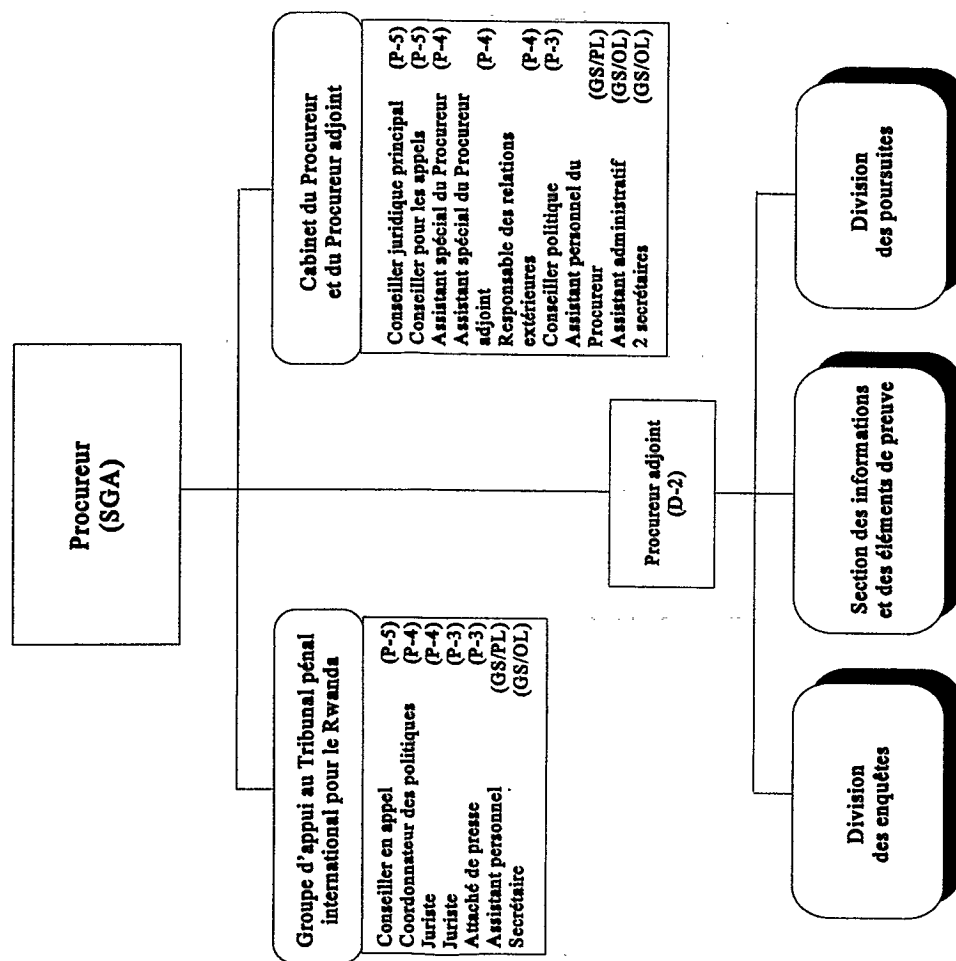 Procureur
(SGA)
Groupe d'appui au Tribunal pénal
international pour le Rwanda
Conseiller en appel (P-5)
Coordonnateur des politiques (P-4)
Juriste (P-4)
Juriste (P-3)
Attaché de presse (P-3)
Assistant personnel (GS/PL)
Secrétaire (GS/OL)
Cabinet du Procureur
et du Procureur adjoint
Conseiller juridique principal (P-5)
Conseiller pour les appels (P-5)
Assistant spécial du Procureur (P-4)
Assistant spécial du Procureur
adjoint (P-4)
Responsable des relations
extérieures (P-4)
Conseiller politique (P-3)
Assistant personnel du
Procureur (GS/PL)
Assistant administratif (GS/OL)
2 secrétaires (GS/OL)
Procureur adjoint
(D-2)
Division
des enquêtes
Section des informations
et des éléments de preuve
Division
des poursuites